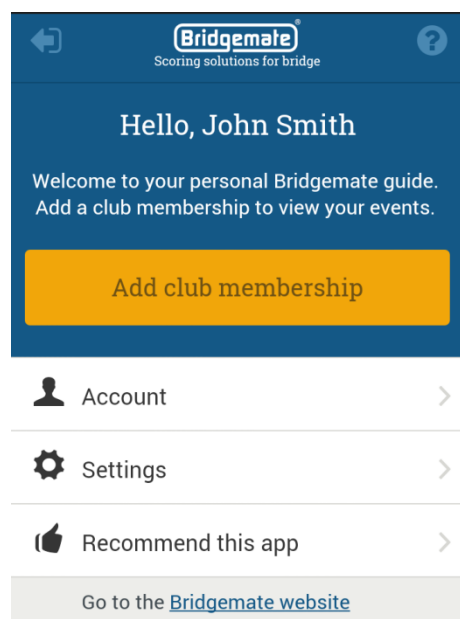 Bridgemate®
Scoring solutions for bridge
?
Hello, John Smith
Welcome to your personal Bridgemate guide.
Add a club membership to view your events.
Add club membership
Account
Settings
Recommend this app
Go to the Bridgemate website